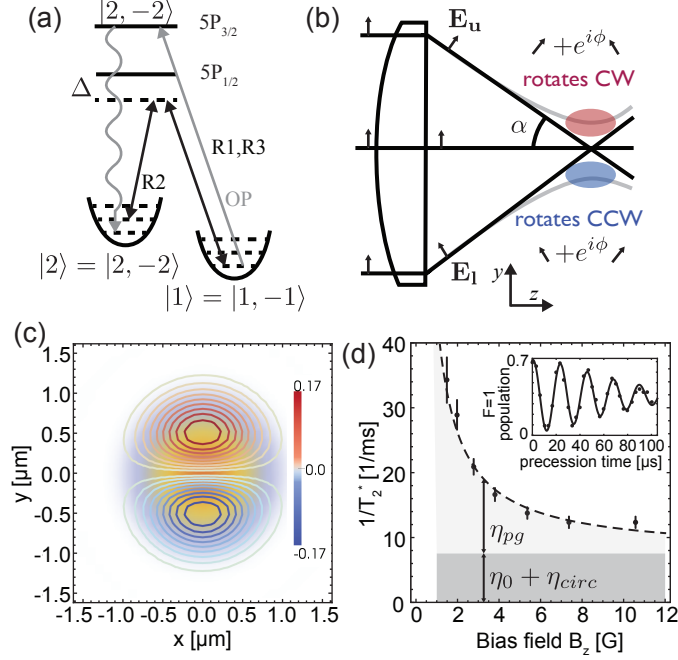 (a)
|2, -2⟩
5P3/2
5P1/2
Δ
R1,R3
R2
OP
|2⟩ = |2, -2⟩
|1⟩ = |1, -1⟩
(b)
Eu
+e^{iϕ}
rotates CW
α
rotates CCW
El
+e^{iϕ}
y
z
(c)
1.5
1.0
0.5
0.0
-0.5
-1.0
-1.5
y [μm]
-1.5 -1.0 -0.5 0.0 0.5 1.0 1.5
x [μm]
0.17
0.0
-0.17
(d)
40
30
20
10
0
1/T2* [1/ms]
0 2 4 6 8 10 12
Bias field Bz [G]
ηpg
η0 + ηcirc
0.7
0
F=1
population
0 20 40 60 80 100
precession time [μs]